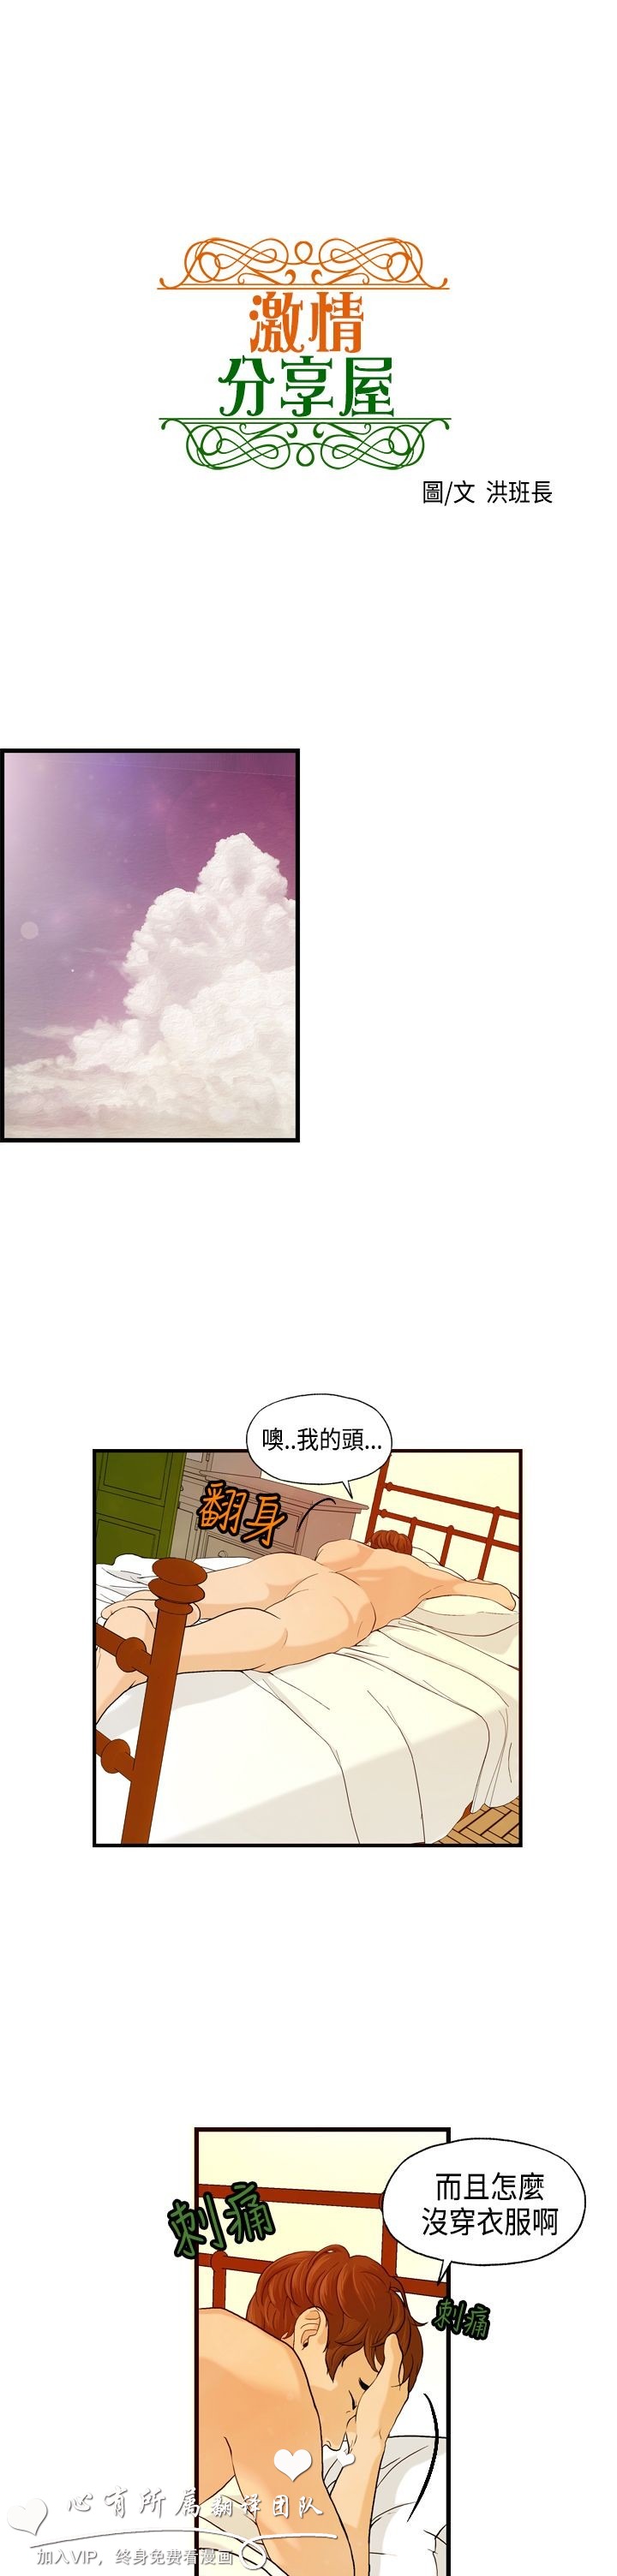 激情
分享屋
圖/文 洪班長
噢..我的頭...
翻身
而且怎麼
沒穿衣服啊
刺痛
刺痛
心有所属翻译团队
加入VIP，终身免费看漫画